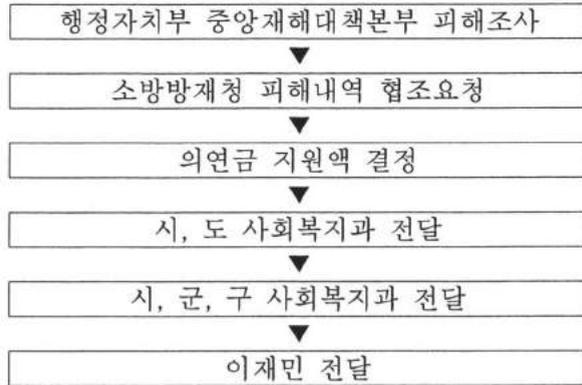 행정자치부 중앙재해대책본부 피해조사
▼
소방방재청 피해내역 협조요청
▼
의연금 지원액 결정
▼
시, 도 사회복지과 전달
▼
시, 군, 구 사회복지과 전달
▼
이재민 전달